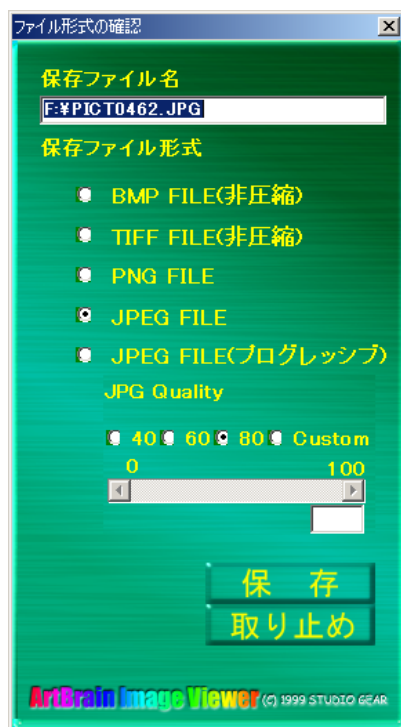 ファイル形式の確認
保存ファイル名
F:¥PICT0462.JPG
保存ファイル形式
BMP FILE(非圧縮)
TIFF FILE(非圧縮)
PNG FILE
JPEG FILE
JPEG FILE(プログレッシブ)
JPG Quality
40 60 80 Custom
0 100
保 存
取り止め
ArtBrain Image Viewer (C) 1999 STUDIO GEAR